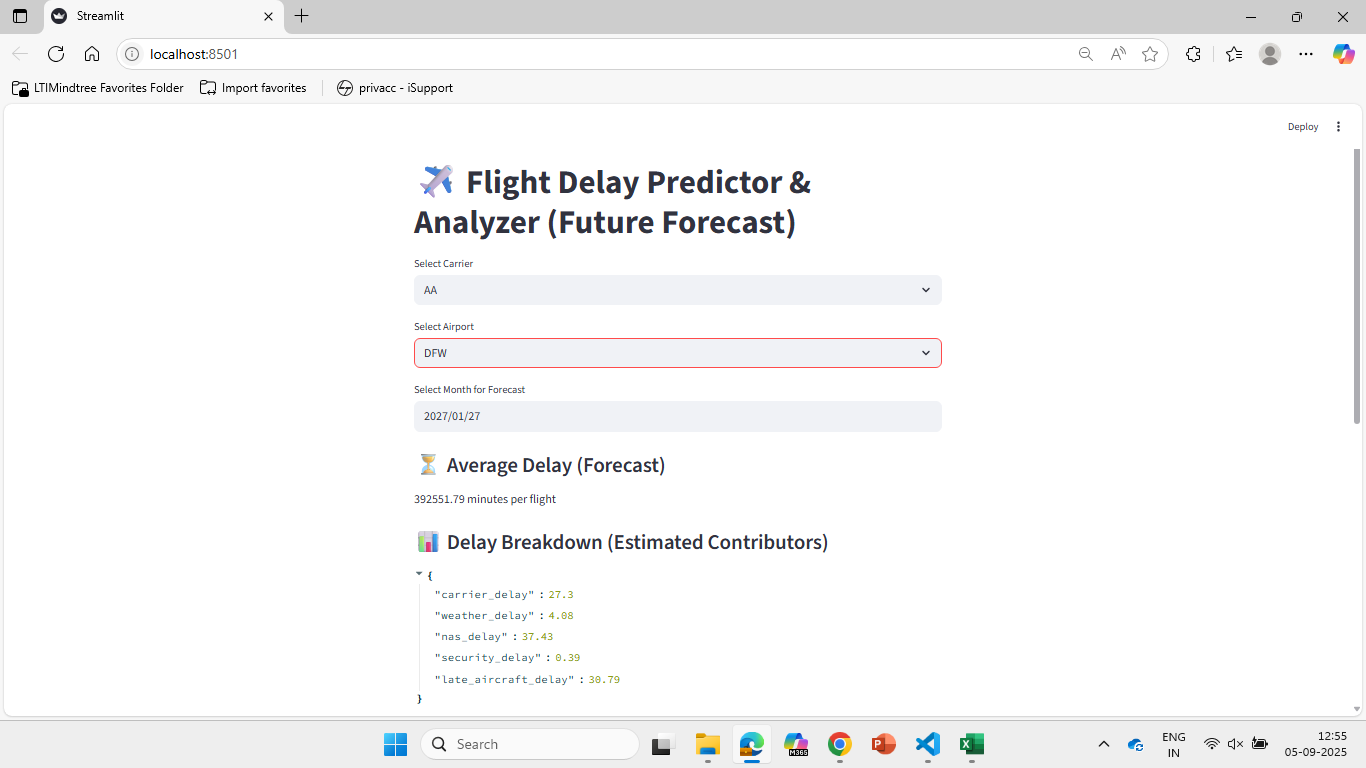 Streamlit
localhost:8501
LTIMindtree Favorites Folder Import favorites privacc - iSupport
Deploy
Flight Delay Predictor &
Analyzer (Future Forecast)
Select Carrier
AA
Select Airport
DFW
Select Month for Forecast
2027/01/27
Average Delay (Forecast)
392551.79 minutes per flight
Delay Breakdown (Estimated Contributors)
{
"carrier_delay" : 27.3
"weather_delay" : 4.08
"nas_delay" : 37.43
"security_delay" : 0.39
"late_aircraft_delay" : 30.79
}
Search
M365
ENG
IN
12:55
05-09-2025